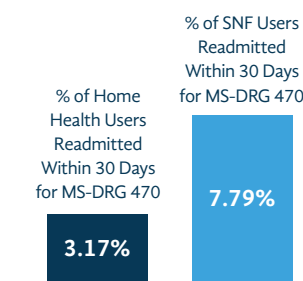 % of Home
Health Users
Readmitted
Within 30 Days
for MS-DRG 470
3.17%
% of SNF Users
Readmitted
Within 30 Days
for MS-DRG 470
7.79%